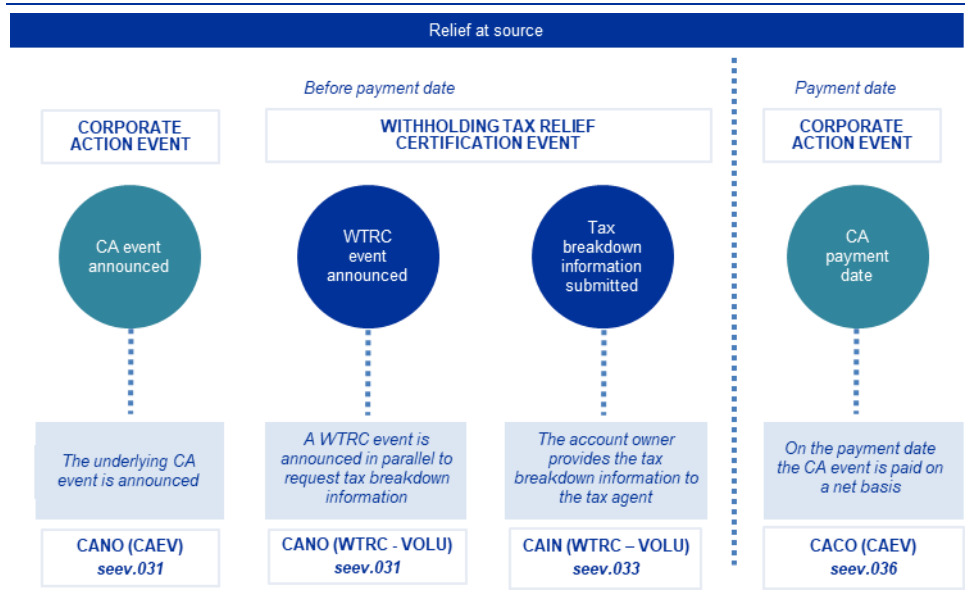 Relief at source
Before payment date
Payment date
CORPORATE
ACTION EVENT
WITHHOLDING TAX RELIEF
CERTIFICATION EVENT
CORPORATE
ACTION EVENT
CA event
announced
WTRC
event
announced
Tax
breakdown
information
submitted
CA
payment
date
The underlying CA
event is announced
A WTRC event is
announced in parallel to
request tax breakdown
information
The account owner
provides the tax
breakdown information to
the tax agent
On the payment date
the CA event is paid on
a net basis
CANO (CAEV)
seev.031
CANO (WTRC - VOLU)
seev.031
CAIN (WTRC – VOLU)
seev.033
CACO (CAEV)
seev.036